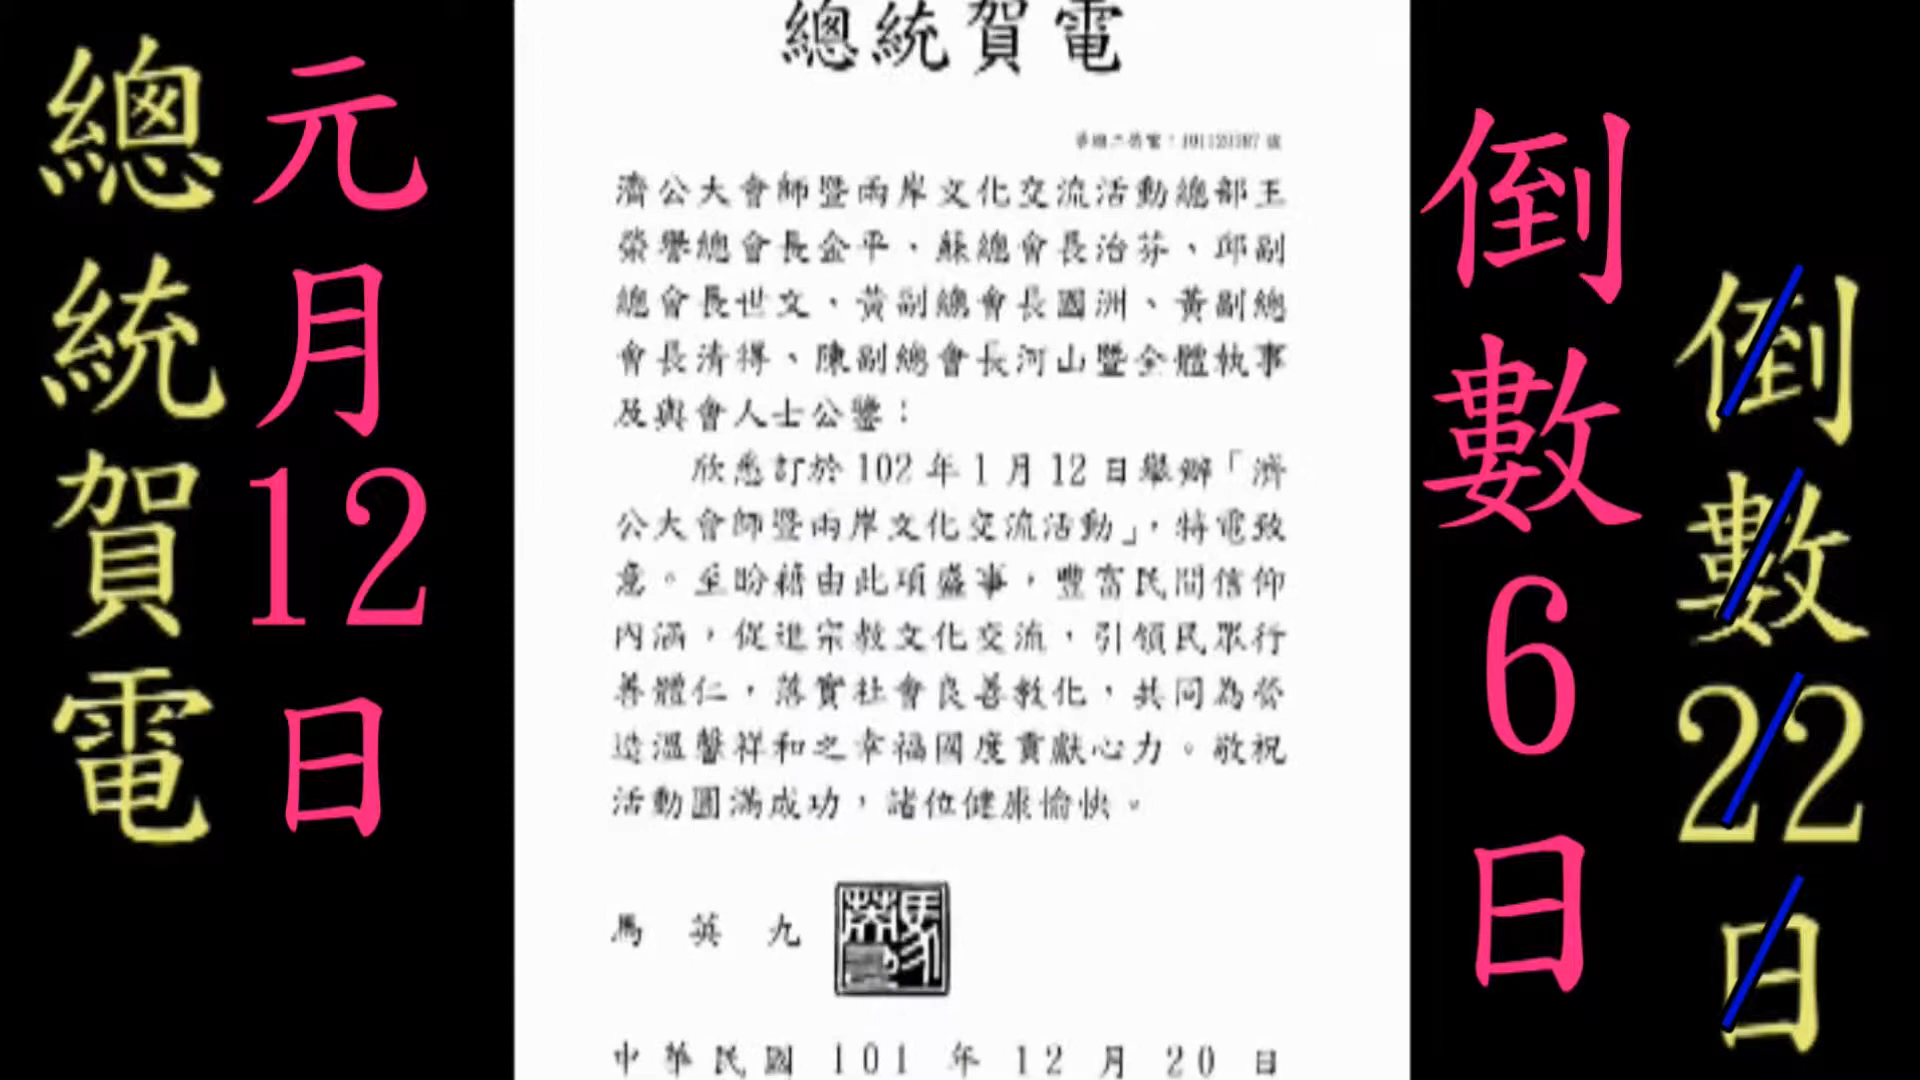 總統賀電
元月12日
總統賀電
濟公大會師暨兩岸文化交流活動總部王
榮譽總會長金平、蘇總會長治芬、邱副
總會長世文、黃副總會長國洲、黃副總
會長清得、陳副總會長河山暨全體執事
及與會人士公鑒：
欣悉訂於102年1月12日舉辦「濟
公大會師暨兩岸文化交流活動」，特電致
意。至盼藉由此項盛事，豐富民間信仰
內涵，促進宗教文化交流，引領民眾行
善體仁，落實社會良善教化，共同為營
造溫馨祥和之幸福國度貢獻心力。敬祝
活動圓滿成功，諸位健康愉快。
馬英九
中華民國101年12月20日
倒數6日
倒數22日